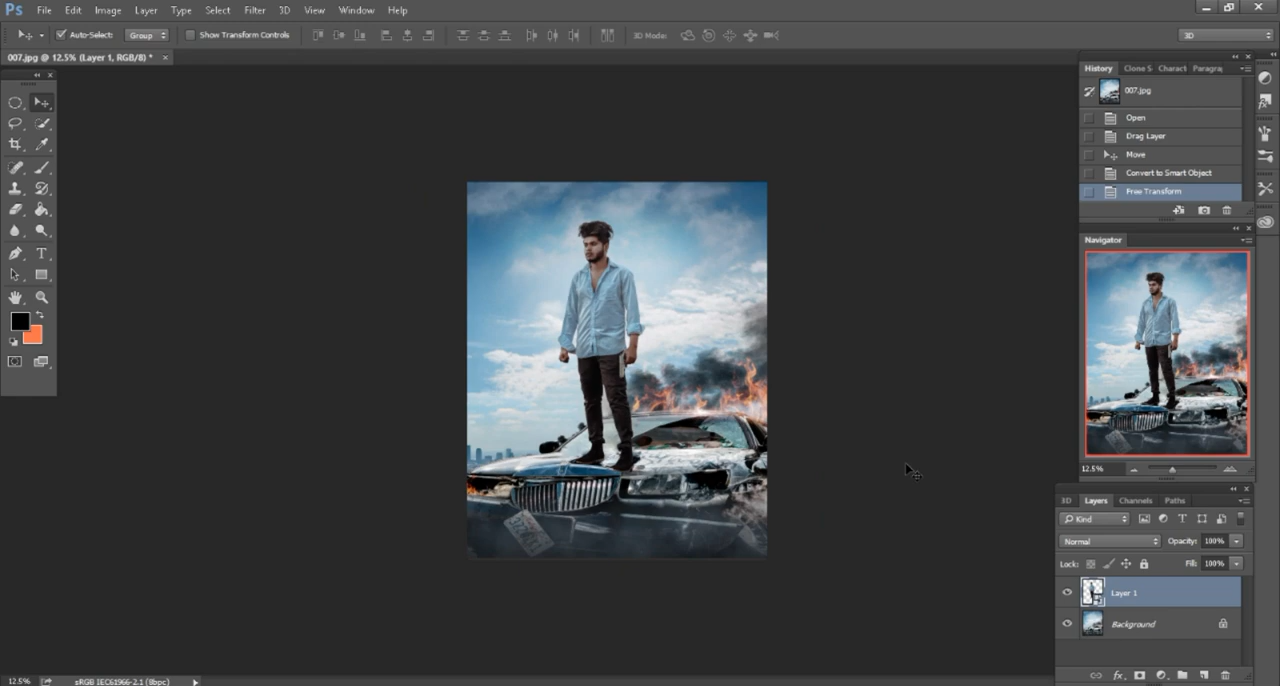 Ps File Edit Image Layer Type Select Filter 3D View Window Help
Auto-Select: Group Show Transform Controls 3D Mode: 3D
007.jpg @ 12.5% (Layer 1, RGB/8) * ×
History Clone S Charact Paragra
007.jpg
Open
Drag Layer
Move
Convert to Smart Object
Free Transform
Navigator
12.5%
3D Layers Channels Paths
Kind
Normal Opacity: 100%
Lock: Fill: 100%
Layer 1
Background
12.5% sRGB IEC61966-2.1 (8bpc)